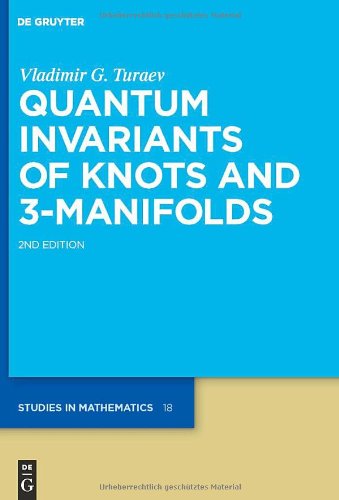 DE GRUYTER
Vladimir G. Turaev
QUANTUM
INVARIANTS
OF KNOTS AND
3-MANIFOLDS
2ND EDITION
STUDIES IN MATHEMATICS 18
DE
G
Urheberrechtlich geschütztes Material
Urheberrechtlich geschütztes Material